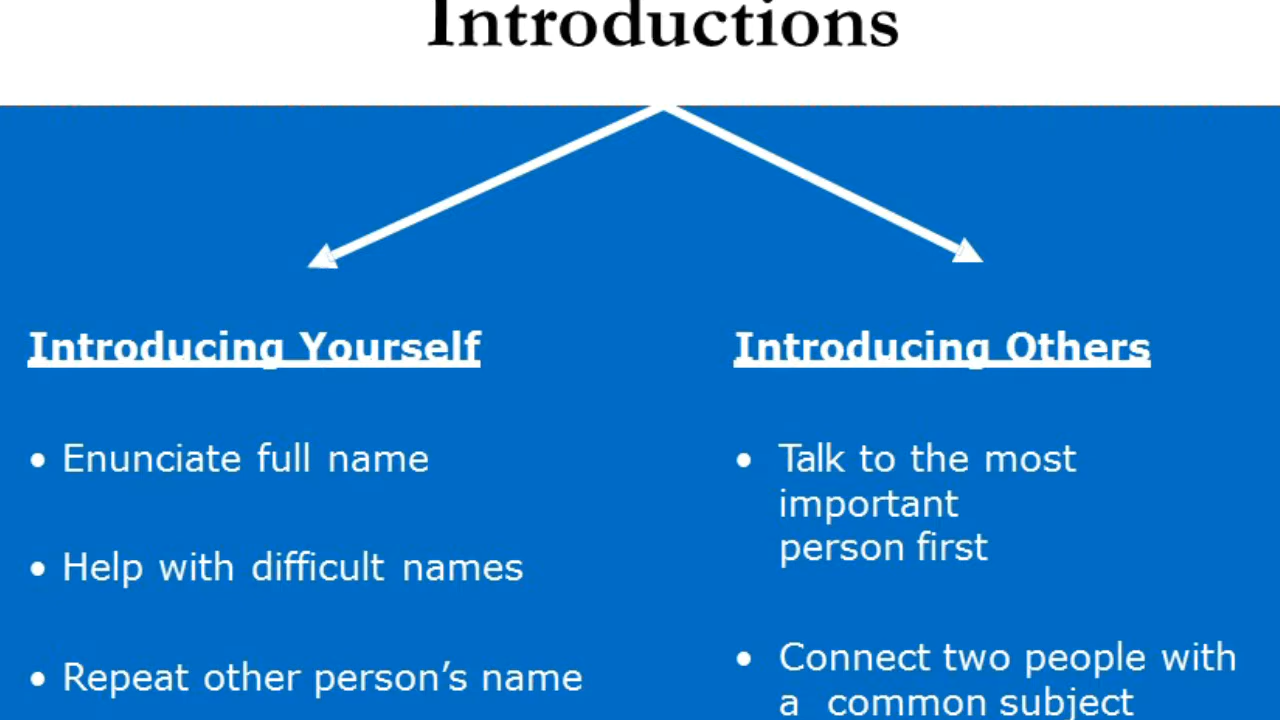 Introductions
Introducing Yourself
• Enunciate full name
• Help with difficult names
• Repeat other person’s name
Introducing Others
• Talk to the most
important
person first
• Connect two people with
a common subject